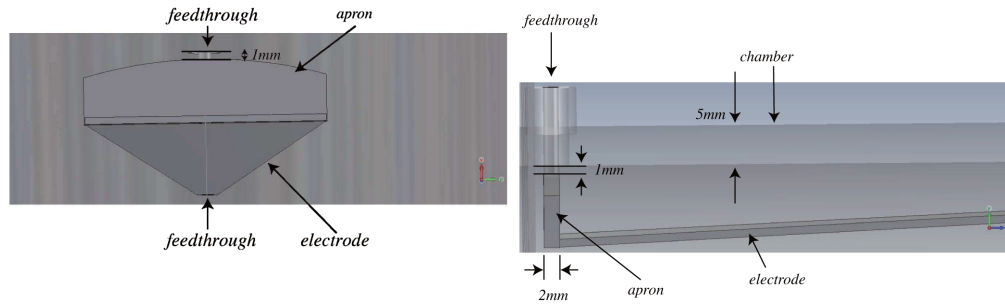 feedthrough
apron
1mm
feedthrough
electrode
feedthrough
chamber
5mm
1mm
apron
electrode
2mm